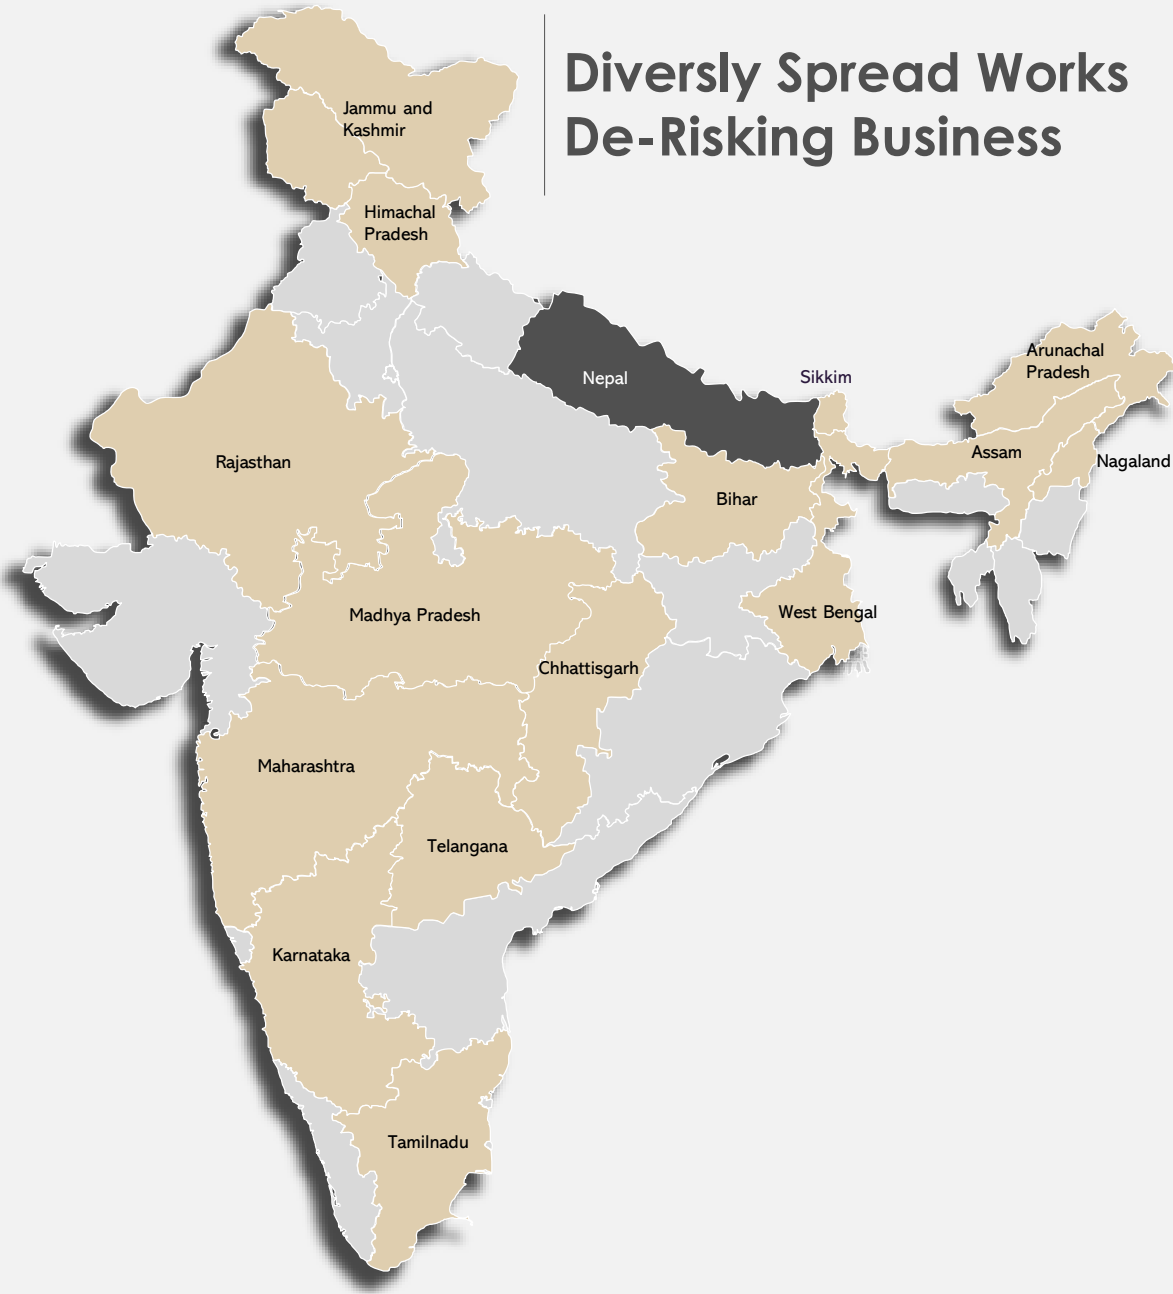 Diversly Spread Works
De-Risking Business
Jammu and
Kashmir
Himachal
Pradesh
Nepal
Sikkim
Arunachal
Pradesh
Assam
Nagaland
Rajasthan
Bihar
Madhya Pradesh
West Bengal
Chhattisgarh
Maharashtra
Telangana
Karnataka
Tamilnadu